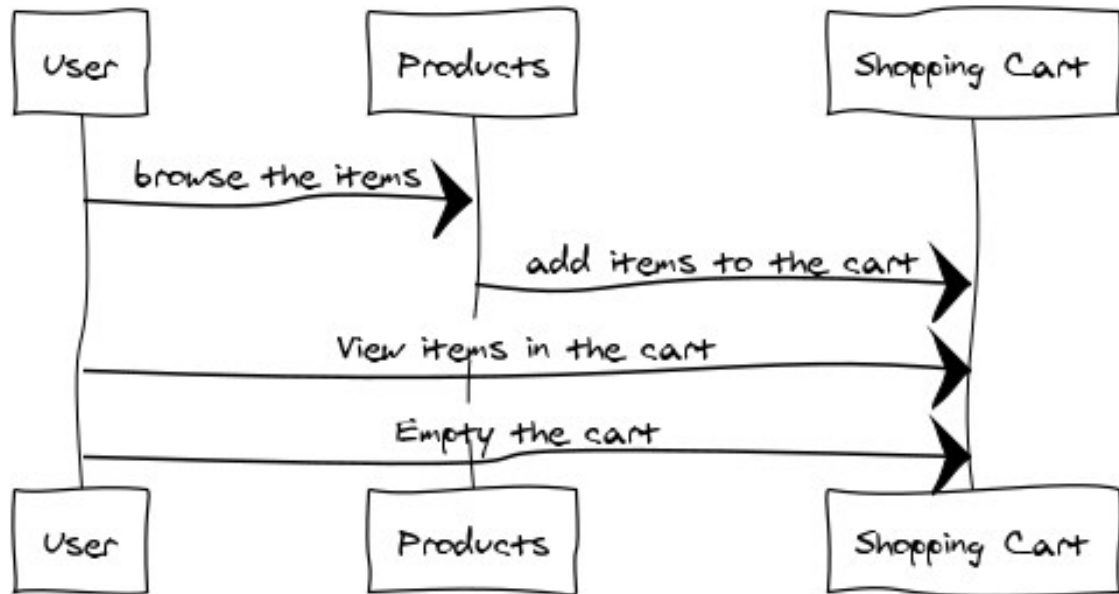 User
Products
Shopping Cart
browse the items
add items to the cart
View items in the cart
Empty the cart
User
Products
Shopping Cart